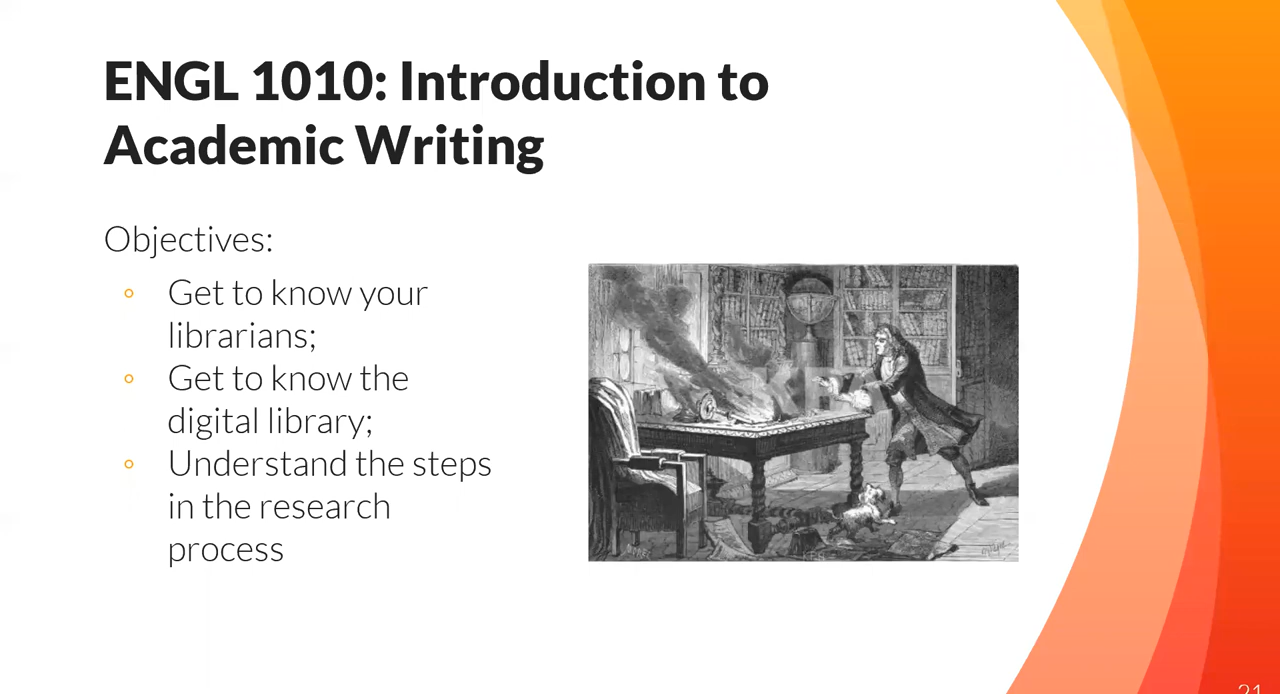 ENGL 1010: Introduction to
Academic Writing
Objectives:
Get to know your
librarians;
Get to know the
digital library;
Understand the steps
in the research
process
21